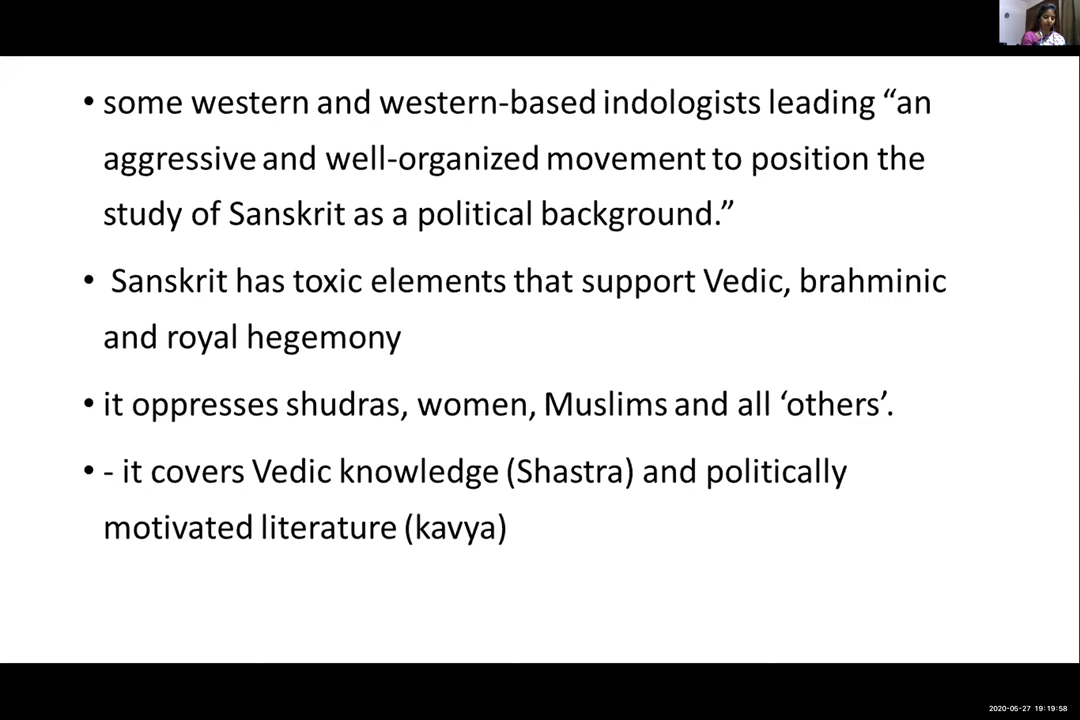 • some western and western-based indologists leading “an
aggressive and well-organized movement to position the
study of Sanskrit as a political background.”
• Sanskrit has toxic elements that support Vedic, brahminic
and royal hegemony
• it oppresses shudras, women, Muslims and all ‘others’.
• - it covers Vedic knowledge (Shastra) and politically
motivated literature (kavya)
2020-05-27 19:19:58